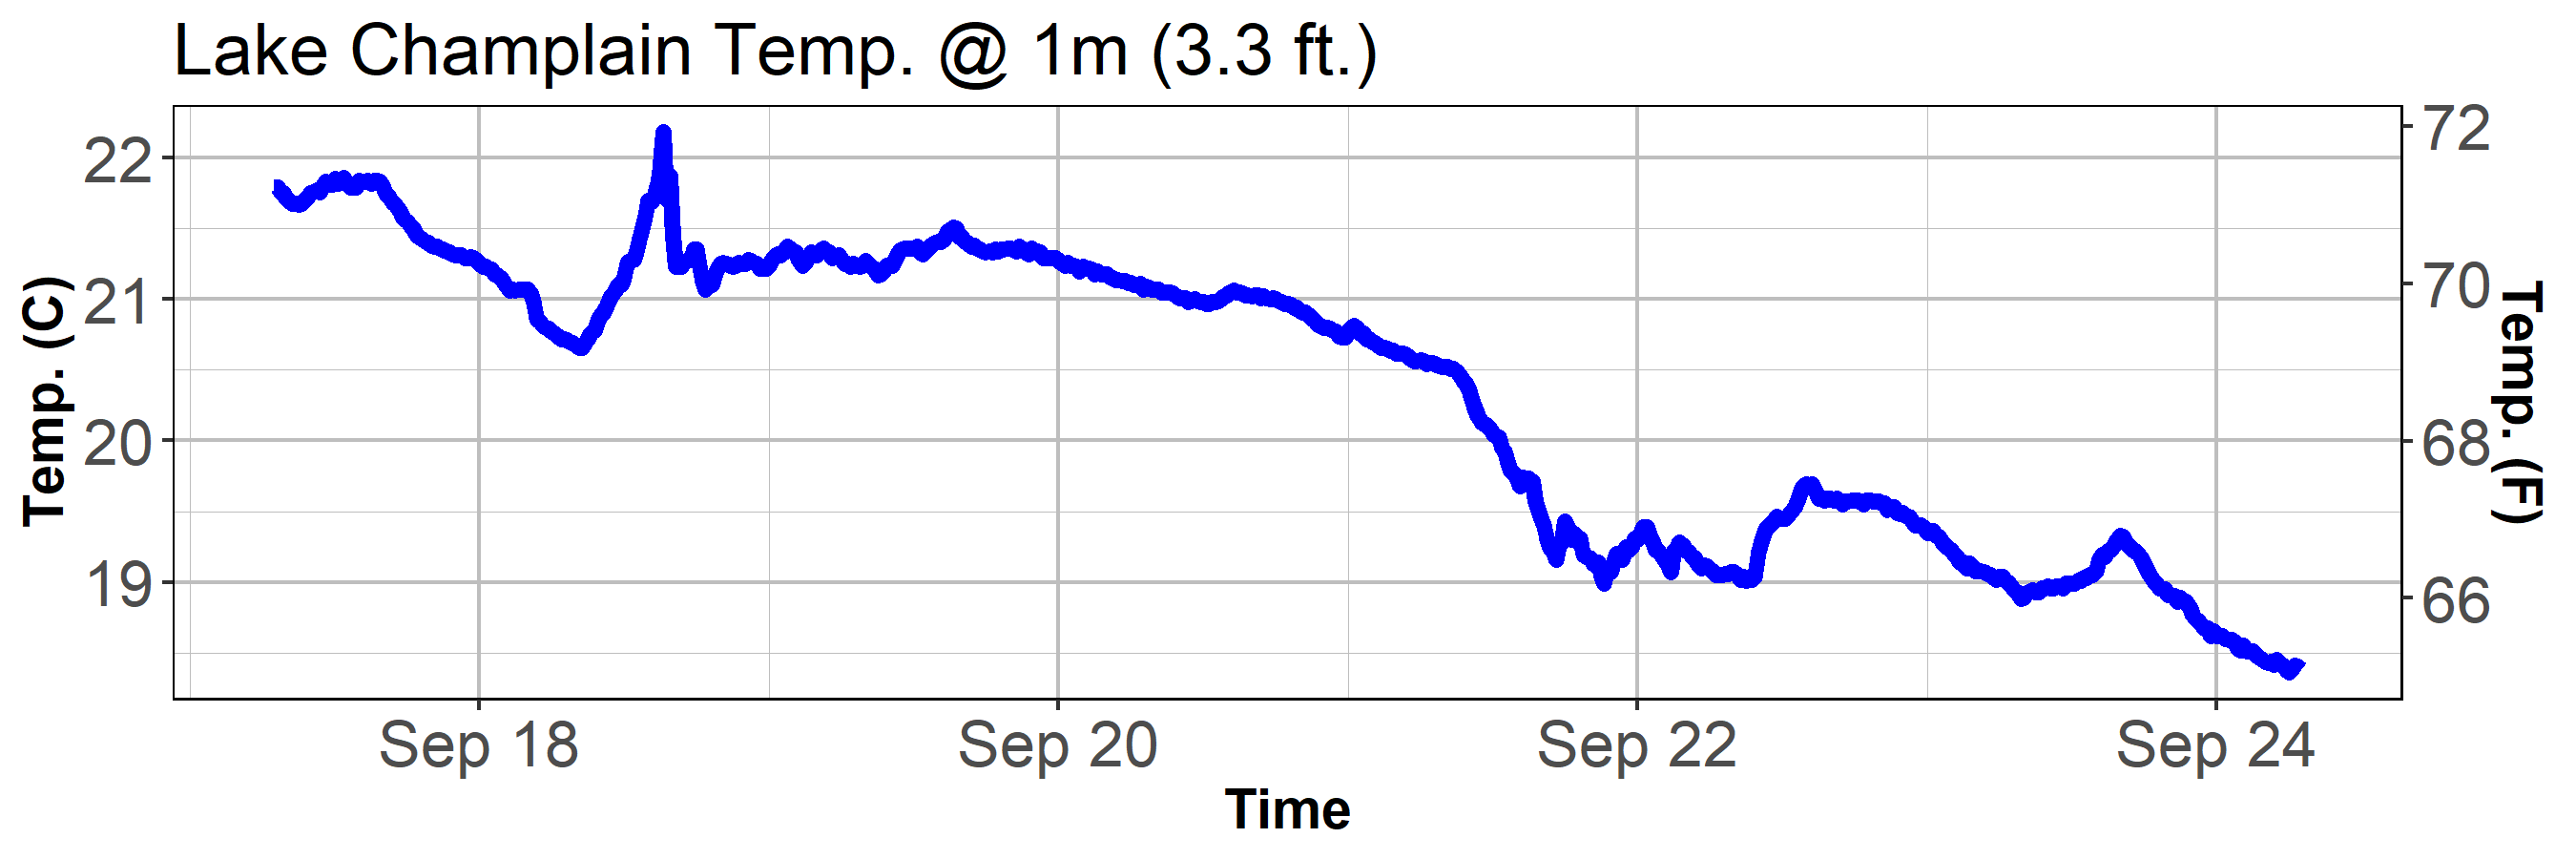 Lake Champlain Temp. @ 1m (3.3 ft.)
Temp. (C)
22
21
20
19
72
70
68
66
Temp. (F)
Sep 18
Sep 20
Sep 22
Sep 24
Time